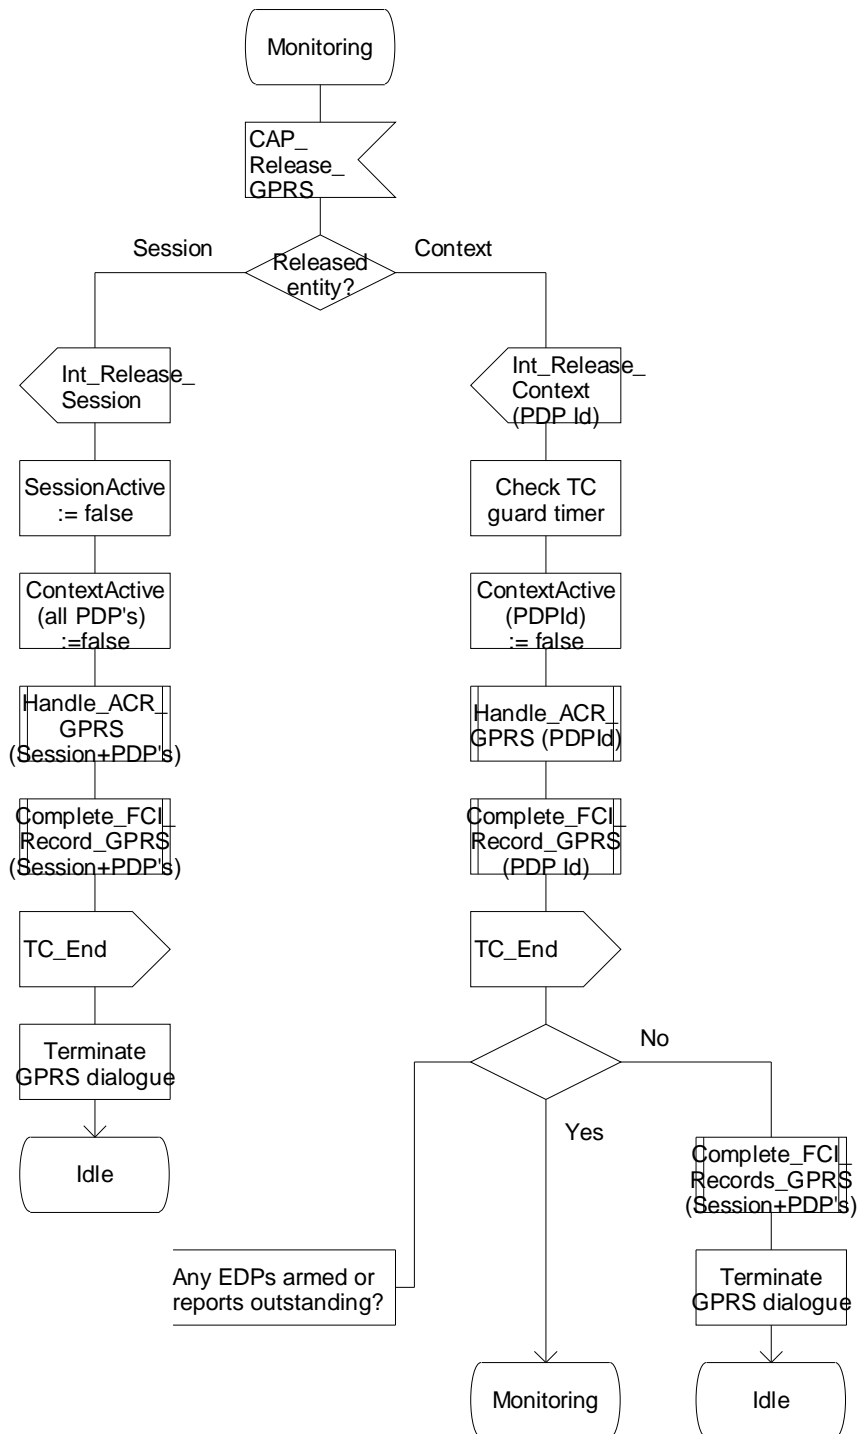 Monitoring
CAP_
Release_
GPRS
Session
Context
Released
entity?
Int_Release_
Session
Int_Release_
Context
(PDP Id)
SessionActive
:= false
Check TC
guard timer
ContextActive
(all PDP's)
:=false
ContextActive
(PDPId)
:= false
Handle_ACR_
GPRS
(Session+PDP's)
Handle_ACR_
GPRS (PDPId)
Complete_FCI_
Record_GPRS
(Session+PDP's)
Complete_FCI_
Record_GPRS
(PDP Id)
TC_End
TC_End
Terminate
GPRS dialogue
No
Yes
Idle
Complete_FCI_
Records_GPRS
(Session+PDP's)
Any EDPs armed or
reports outstanding?
Terminate
GPRS dialogue
Monitoring
Idle